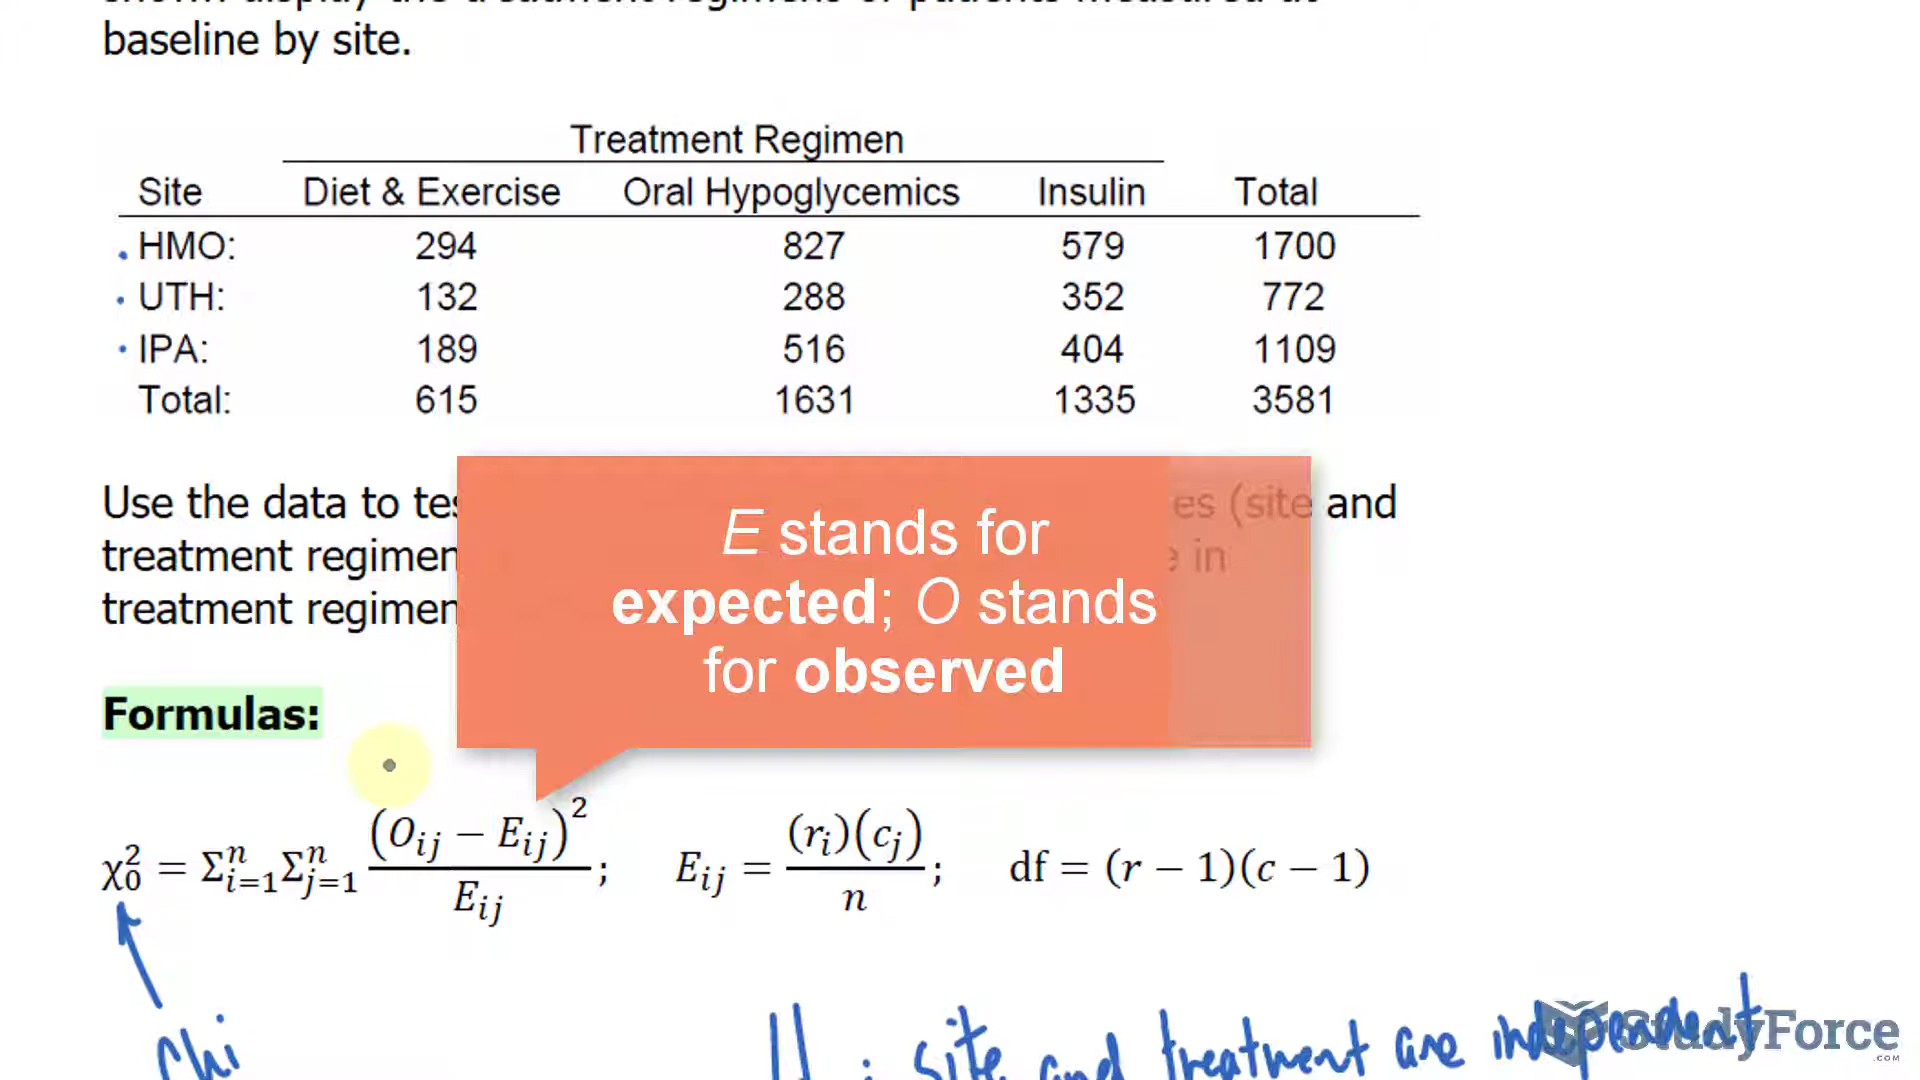 baseline by site.
Treatment Regimen
Site Diet & Exercise Oral Hypoglycemics Insulin Total
HMO: 294 827 579 1700
UTH: 132 288 352 772
IPA: 189 516 404 1109
Total: 615 1631 1335 3581
Use the data to tes es (site and
treatment regimen e in
treatment regimen
E stands for
expected; O stands
for observed
Formulas:
χ₀² = Σⁿᵢ₌₁Σⁿⱼ₌₁ (Oᵢⱼ − Eᵢⱼ)² / Eᵢⱼ ; Eᵢⱼ = (rᵢ)(cⱼ) / n ; df = (r − 1)(c − 1)
Chi
H : site and treatment are independent
StudyForce
.COM